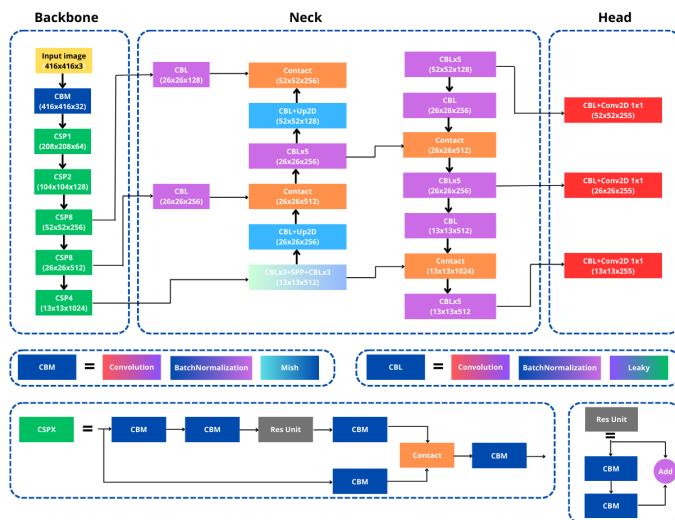 Backbone
Neck
Head
Input image
416x416x3
CBM
(416x416x32)
CSP1
(208x208x64)
CSP2
(104x104x128)
CSP8
(52x52x256)
CSP8
(26x26x512)
CSP4
(13x13x1024)
CBL
(26x26x128)
CBL
(26x26x256)
Contact
(52x52x256)
CBL+Up2D
(52x52x128)
CBLx5
(26x26x256)
Contact
(26x26x512)
CBL+Up2D
(26x26x256)
CBLx3+SPP+CBLx3
(13x13x512)
CBLx5
(52x52x128)
CBL
(26x26x256)
Contact
(26x26x512)
CBLx5
(26x26x256)
CBL
(13x13x512)
Contact
(13x13x1024)
CBLx5
(13x13x512
CBL+Conv2D 1x1
(52x52x255)
CBL+Conv2D 1x1
(26x26x255)
CBL+Conv2D 1x1
(13x13x255)
CBM = Convolution BatchNormalization Mish
CBL = Convolution BatchNormalization Leaky
CSPX = CBM CBM Res Unit CBM
Contact CBM
CBM
Res Unit
=
CBM
Add
CBM